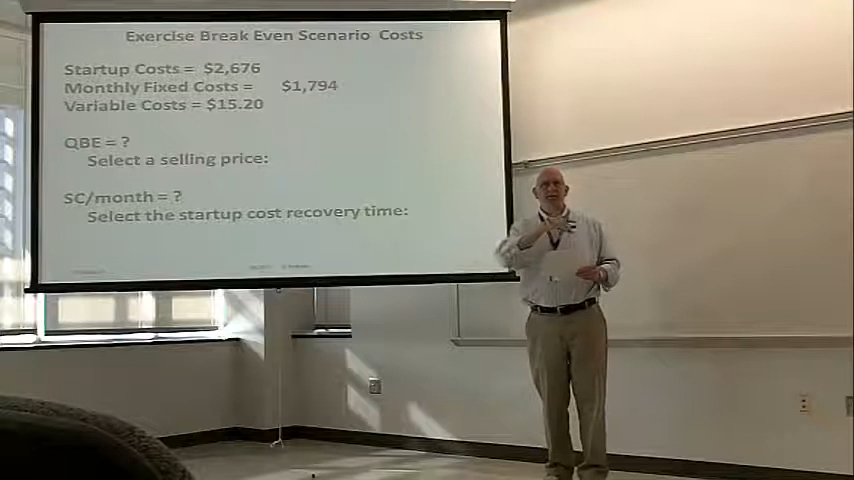 Exercise Break Even Scenario Costs
Startup Costs = $2,676
Monthly Fixed Costs = $1,794
Variable Costs = $15.20
QBE = ?
Select a selling price:
SC/month = ?
Select the startup cost recovery time: